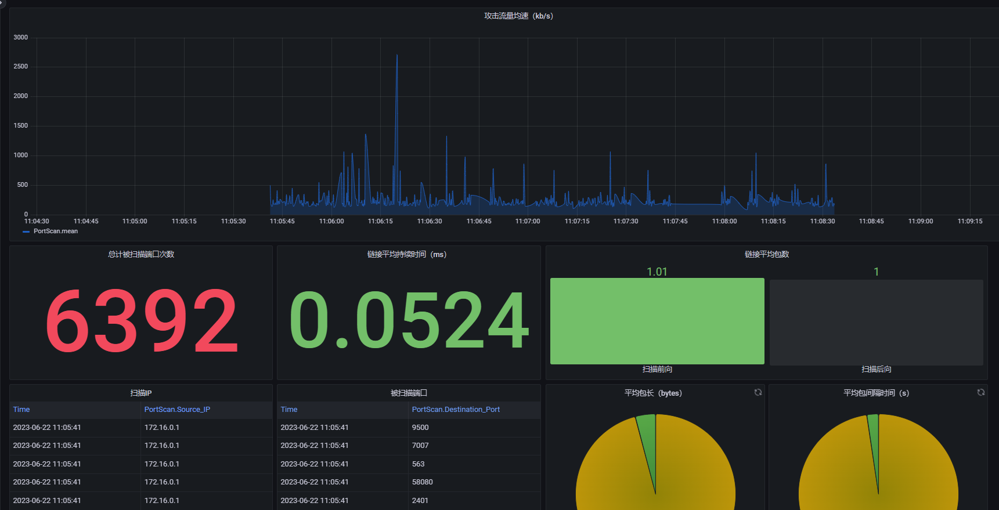 攻击流量均速（kb/s）
3000
2500
2000
1500
1000
500
0
11:04:30 11:04:45 11:05:00 11:05:15 11:05:30 11:05:45 11:06:00 11:06:15 11:06:30 11:06:45 11:07:00 11:07:15 11:07:30 11:07:45 11:08:00 11:08:15 11:08:30 11:08:45 11:09:00 11:09:15
PortScan.mean
总计被扫描端口次数
6392
链接平均持续时间（ms）
0.0524
链接平均包数
1.01 1
扫描前向 扫描后向
扫描IP
Time PortScan.Source_IP
2023-06-22 11:05:41 172.16.0.1
2023-06-22 11:05:41 172.16.0.1
2023-06-22 11:05:41 172.16.0.1
2023-06-22 11:05:41 172.16.0.1
2023-06-22 11:05:41 172.16.0.1
被扫描端口
Time PortScan.Destination_Port
2023-06-22 11:05:41 9500
2023-06-22 11:05:41 7007
2023-06-22 11:05:41 563
2023-06-22 11:05:41 58080
2023-06-22 11:05:41 2401
平均包长（bytes）
平均包间隔时间（s）